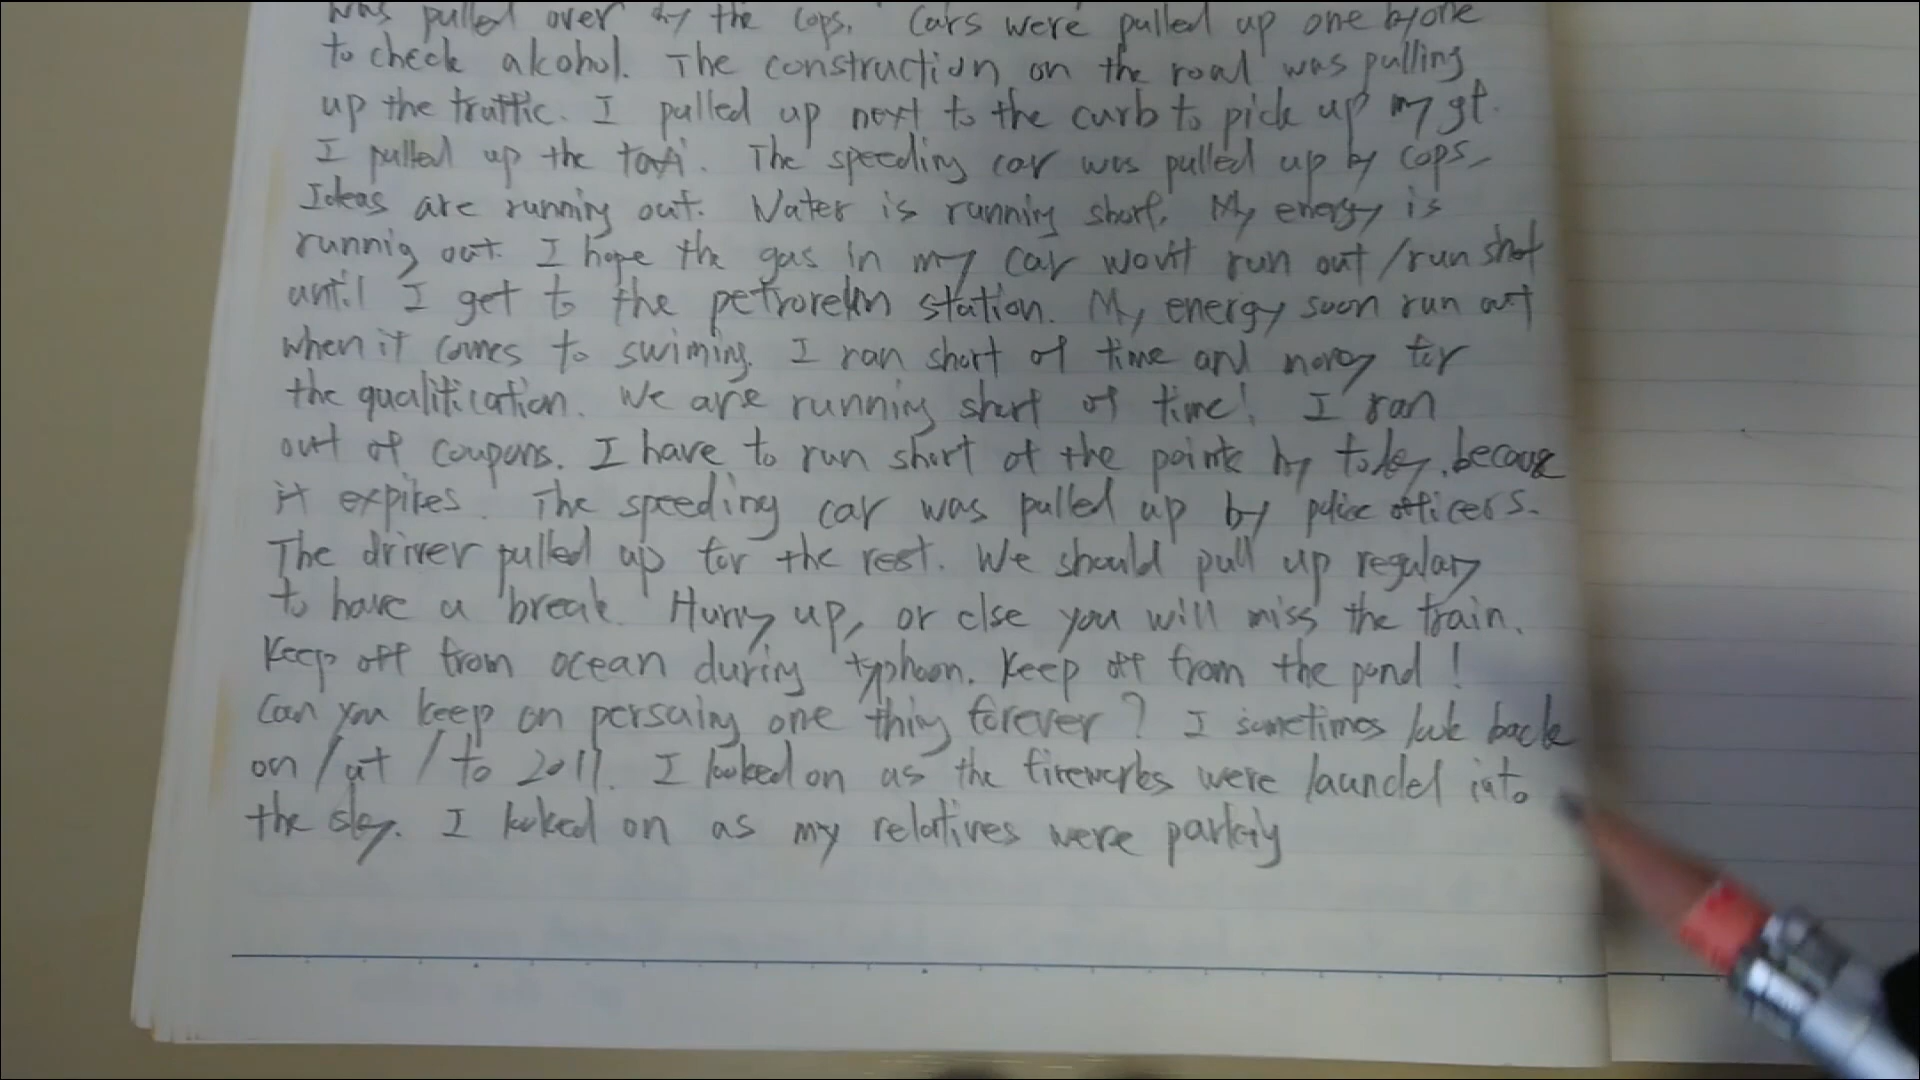 was pulled over by the cops. Cars were pulled up one by one
to check akohol. The construction on the road was pulling
up the traffic. I pulled up next to the curb to pick up my gf.
I pulled up the taxi. The speeding car was pulled up by cops.
Ideas are running out. Water is running short. My energy is
runnig out. I hope the gas in my car won't run out / run shot
until I get to the station. My energy soon run out
when it comes to swiming. I ran short of time and money for
the qualification. We are running short of time! I ran
out of coupons. I have to run short of the points by today, because
it expires. The speeding car was pulled up by police officers.
The driver pulled up for the rest. We should pull up regulary
to have a break. Hurry up, or else you will miss the train.
Keep off from ocean during typhoon. Keep off from the pond!
Can you keep on persuing one thing forever? I sometimes look back
on / at / to 2011. I looked on as the fireworks were launcled into
the sky. I looked on as my relatives were parkig